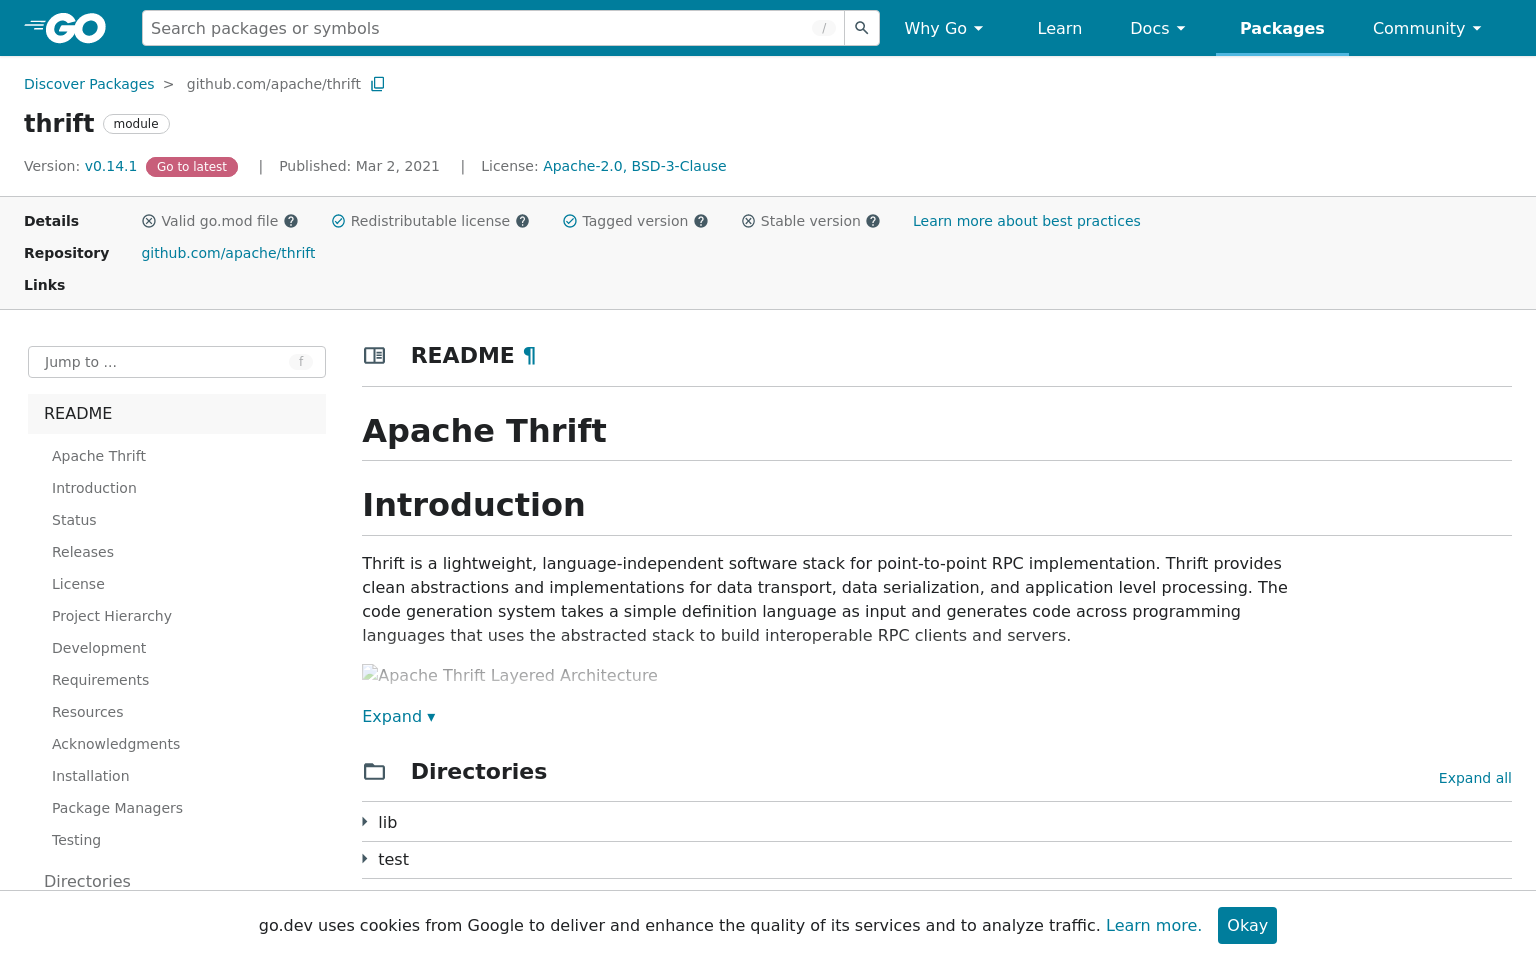 GO
Search packages or symbols /
Why Go
Learn
Docs
Packages
Community
Discover Packages > github.com/apache/thrift
thrift module
Version: v0.14.1 Go to latest | Published: Mar 2, 2021 | License: Apache-2.0, BSD-3-Clause
Details Valid go.mod file Redistributable license Tagged version Stable version Learn more about best practices
Repository github.com/apache/thrift
Links
Jump to ... f
README
Apache Thrift
Introduction
Status
Releases
License
Project Hierarchy
Development
Requirements
Resources
Acknowledgments
Installation
Package Managers
Testing
Directories
README ¶
Apache Thrift
Introduction
Thrift is a lightweight, language-independent software stack for point-to-point RPC implementation. Thrift provides
clean abstractions and implementations for data transport, data serialization, and application level processing. The
code generation system takes a simple definition language as input and generates code across programming
languages that uses the abstracted stack to build interoperable RPC clients and servers.
Apache Thrift Layered Architecture
Expand ▾
Directories
Expand all
lib
test
go.dev uses cookies from Google to deliver and enhance the quality of its services and to analyze traffic. Learn more. Okay